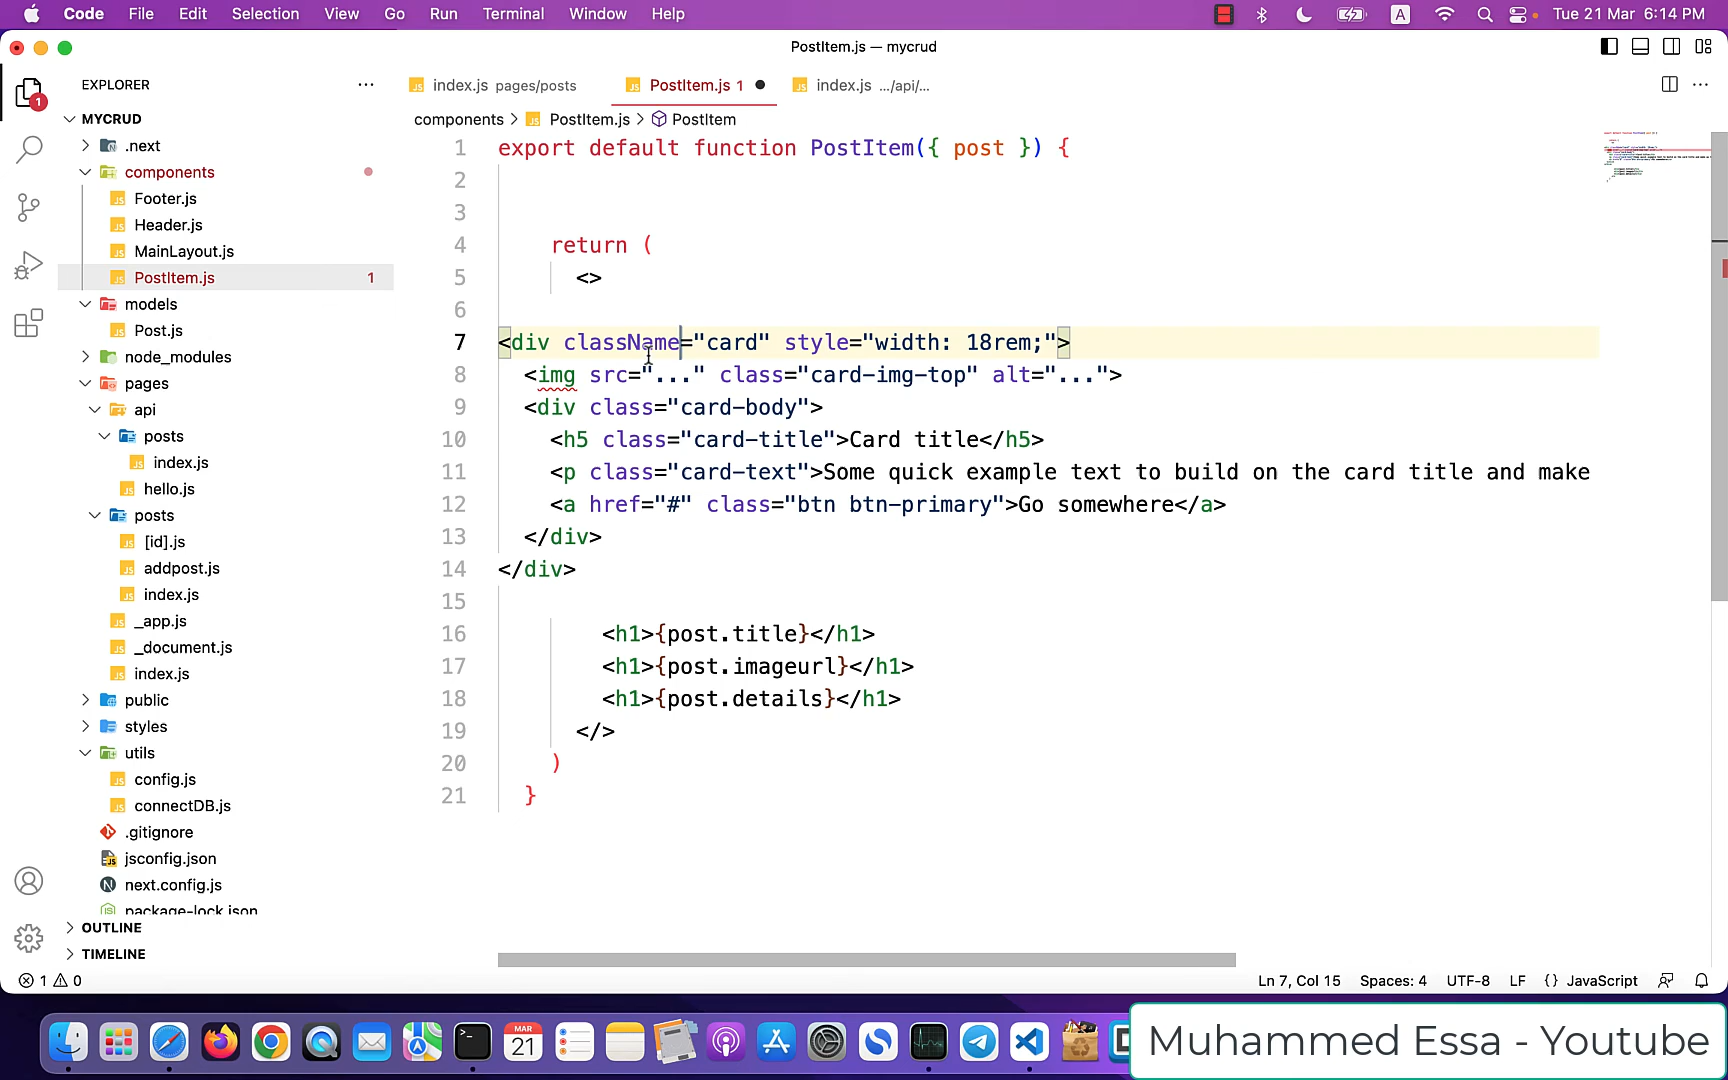 Code File Edit Selection View Go Run Terminal Window Help
A
Tue 21 Mar 6:14 PM
PostItem.js — mycrud
EXPLORER
index.js pages/posts
PostItem.js 1
index.js .../api/...
1
MYCRUD
components > PostItem.js > PostItem
.next
components
Footer.js
Header.js
MainLayout.js
PostItem.js 1
models
Post.js
node_modules
pages
api
posts
index.js
hello.js
posts
[id].js
addpost.js
index.js
_app.js
_document.js
index.js
public
styles
utils
config.js
connectDB.js
.gitignore
jsconfig.json
next.config.js
package-lock.json
OUTLINE
TIMELINE
1 export default function PostItem({ post }) {
2
3
4 return (
5 <>
6
7 <div className="card" style="width: 18rem;">
8 <img src="..." class="card-img-top" alt="...">
9 <div class="card-body">
10 <h5 class="card-title">Card title</h5>
11 <p class="card-text">Some quick example text to build on the card title and make
12 <a href="#" class="btn btn-primary">Go somewhere</a>
13 </div>
14 </div>
15
16 <h1>{post.title}</h1>
17 <h1>{post.imageurl}</h1>
18 <h1>{post.details}</h1>
19 </>
20 )
21 }
1 0
Ln 7, Col 15 Spaces: 4 UTF-8 LF {} JavaScript
MAR
21
Muhammed Essa - Youtube